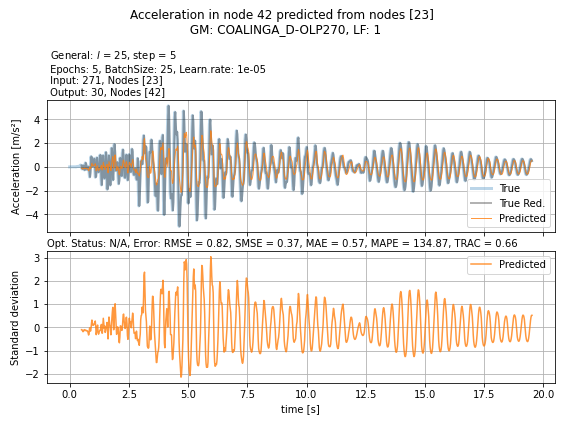 Acceleration in node 42 predicted from nodes [23]
GM: COALINGA_D-OLP270, LF: 1
General: l = 25, step = 5
Epochs: 5, BatchSize: 25, Learn.rate: 1e-05
Input: 271, Nodes [23]
Output: 30, Nodes [42]
Acceleration [m/s²]
4
2
0
−2
−4
True
True Red.
Predicted
Opt. Status: N/A, Error: RMSE = 0.82, SMSE = 0.37, MAE = 0.57, MAPE = 134.87, TRAC = 0.66
Standard deviation
3
2
1
0
−1
−2
Predicted
0.0 2.5 5.0 7.5 10.0 12.5 15.0 17.5 20.0
time [s]